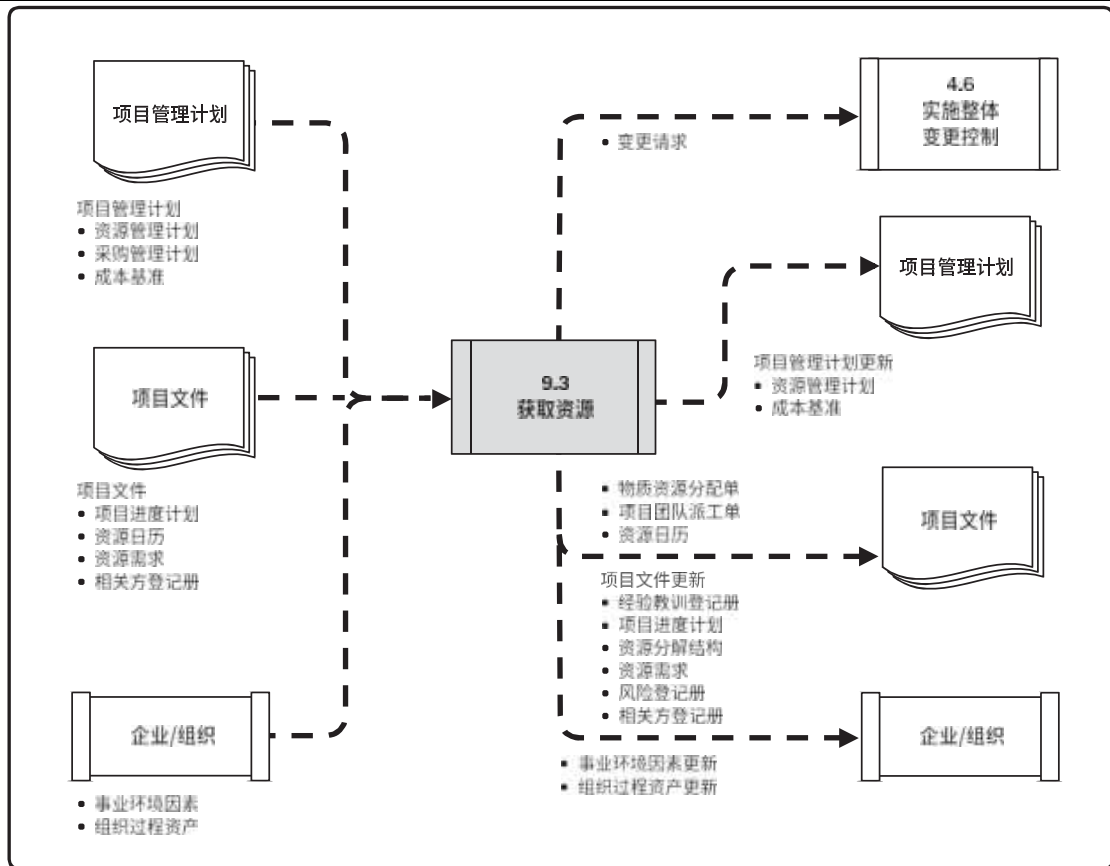 项目管理计划
项目管理计划
• 资源管理计划
• 采购管理计划
• 成本基准
项目文件
项目文件
• 项目进度计划
• 资源日历
• 资源需求
• 相关方登记册
企业/组织
• 事业环境因素
• 组织过程资产
9.3
获取资源
• 变更请求
4.6
实施整体
变更控制
项目管理计划
项目管理计划更新
• 资源管理计划
• 成本基准
• 物质资源分配单
• 项目团队派工单
• 资源日历
项目文件
项目文件更新
• 经验教训登记册
• 项目进度计划
• 资源分解结构
• 资源需求
• 风险登记册
• 相关方登记册
企业/组织
• 事业环境因素更新
• 组织过程资产更新